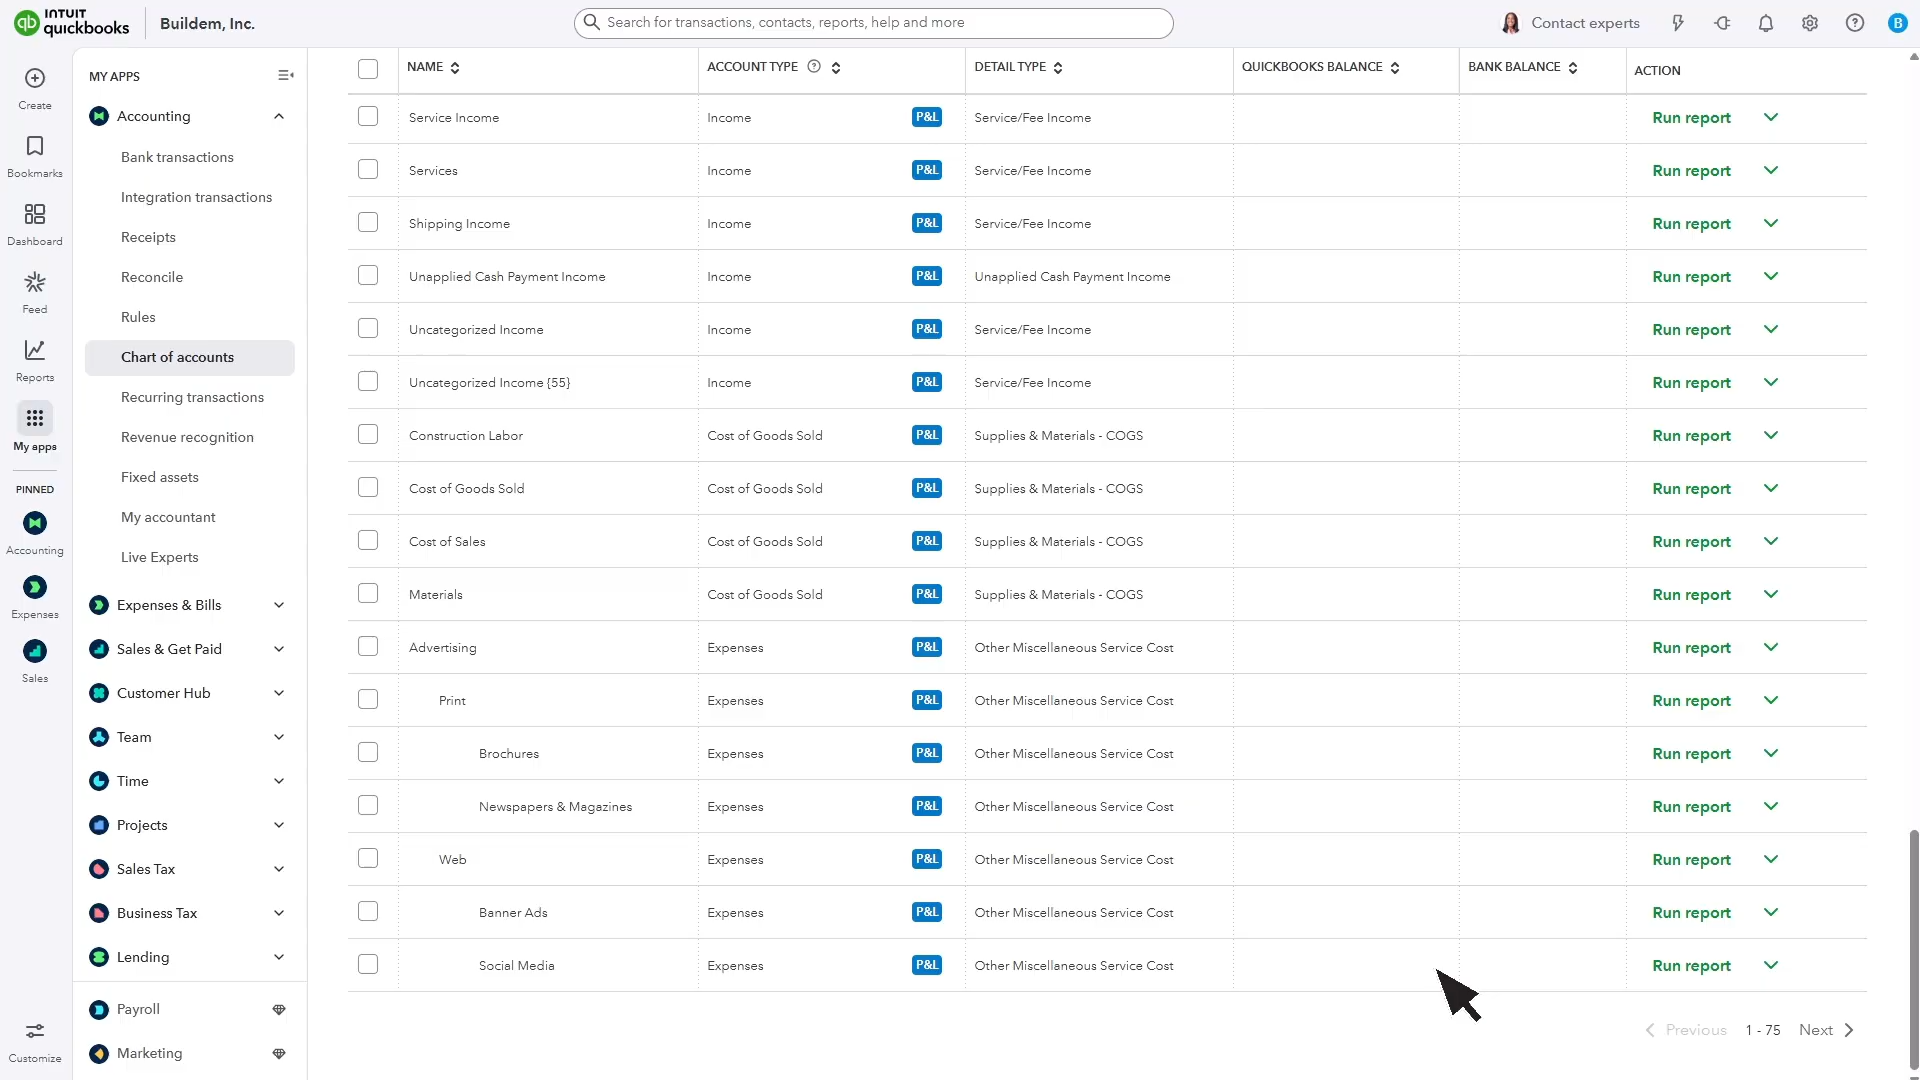 INTUIT
quickbooks
Buildem, Inc.
Search for transactions, contacts, reports, help and more
Contact experts
B
Create
Bookmarks
Dashboard
Feed
Reports
My apps
PINNED
Accounting
Expenses
Sales
Customize
MY APPS
Accounting
Bank transactions
Integration transactions
Receipts
Reconcile
Rules
Chart of accounts
Recurring transactions
Revenue recognition
Fixed assets
My accountant
Live Experts
Expenses & Bills
Sales & Get Paid
Customer Hub
Team
Time
Projects
Sales Tax
Business Tax
Lending
Payroll
Marketing
NAME ACCOUNT TYPE DETAIL TYPE QUICKBOOKS BALANCE BANK BALANCE ACTION
Service Income Income P&L Service/Fee Income Run report
Services Income P&L Service/Fee Income Run report
Shipping Income Income P&L Service/Fee Income Run report
Unapplied Cash Payment Income Income P&L Unapplied Cash Payment Income Run report
Uncategorized Income Income P&L Service/Fee Income Run report
Uncategorized Income {55} Income P&L Service/Fee Income Run report
Construction Labor Cost of Goods Sold P&L Supplies & Materials - COGS Run report
Cost of Goods Sold Cost of Goods Sold P&L Supplies & Materials - COGS Run report
Cost of Sales Cost of Goods Sold P&L Supplies & Materials - COGS Run report
Materials Cost of Goods Sold P&L Supplies & Materials - COGS Run report
Advertising Expenses P&L Other Miscellaneous Service Cost Run report
Print Expenses P&L Other Miscellaneous Service Cost Run report
Brochures Expenses P&L Other Miscellaneous Service Cost Run report
Newspapers & Magazines Expenses P&L Other Miscellaneous Service Cost Run report
Web Expenses P&L Other Miscellaneous Service Cost Run report
Banner Ads Expenses P&L Other Miscellaneous Service Cost Run report
Social Media Expenses P&L Other Miscellaneous Service Cost Run report
Previous 1 - 75 Next